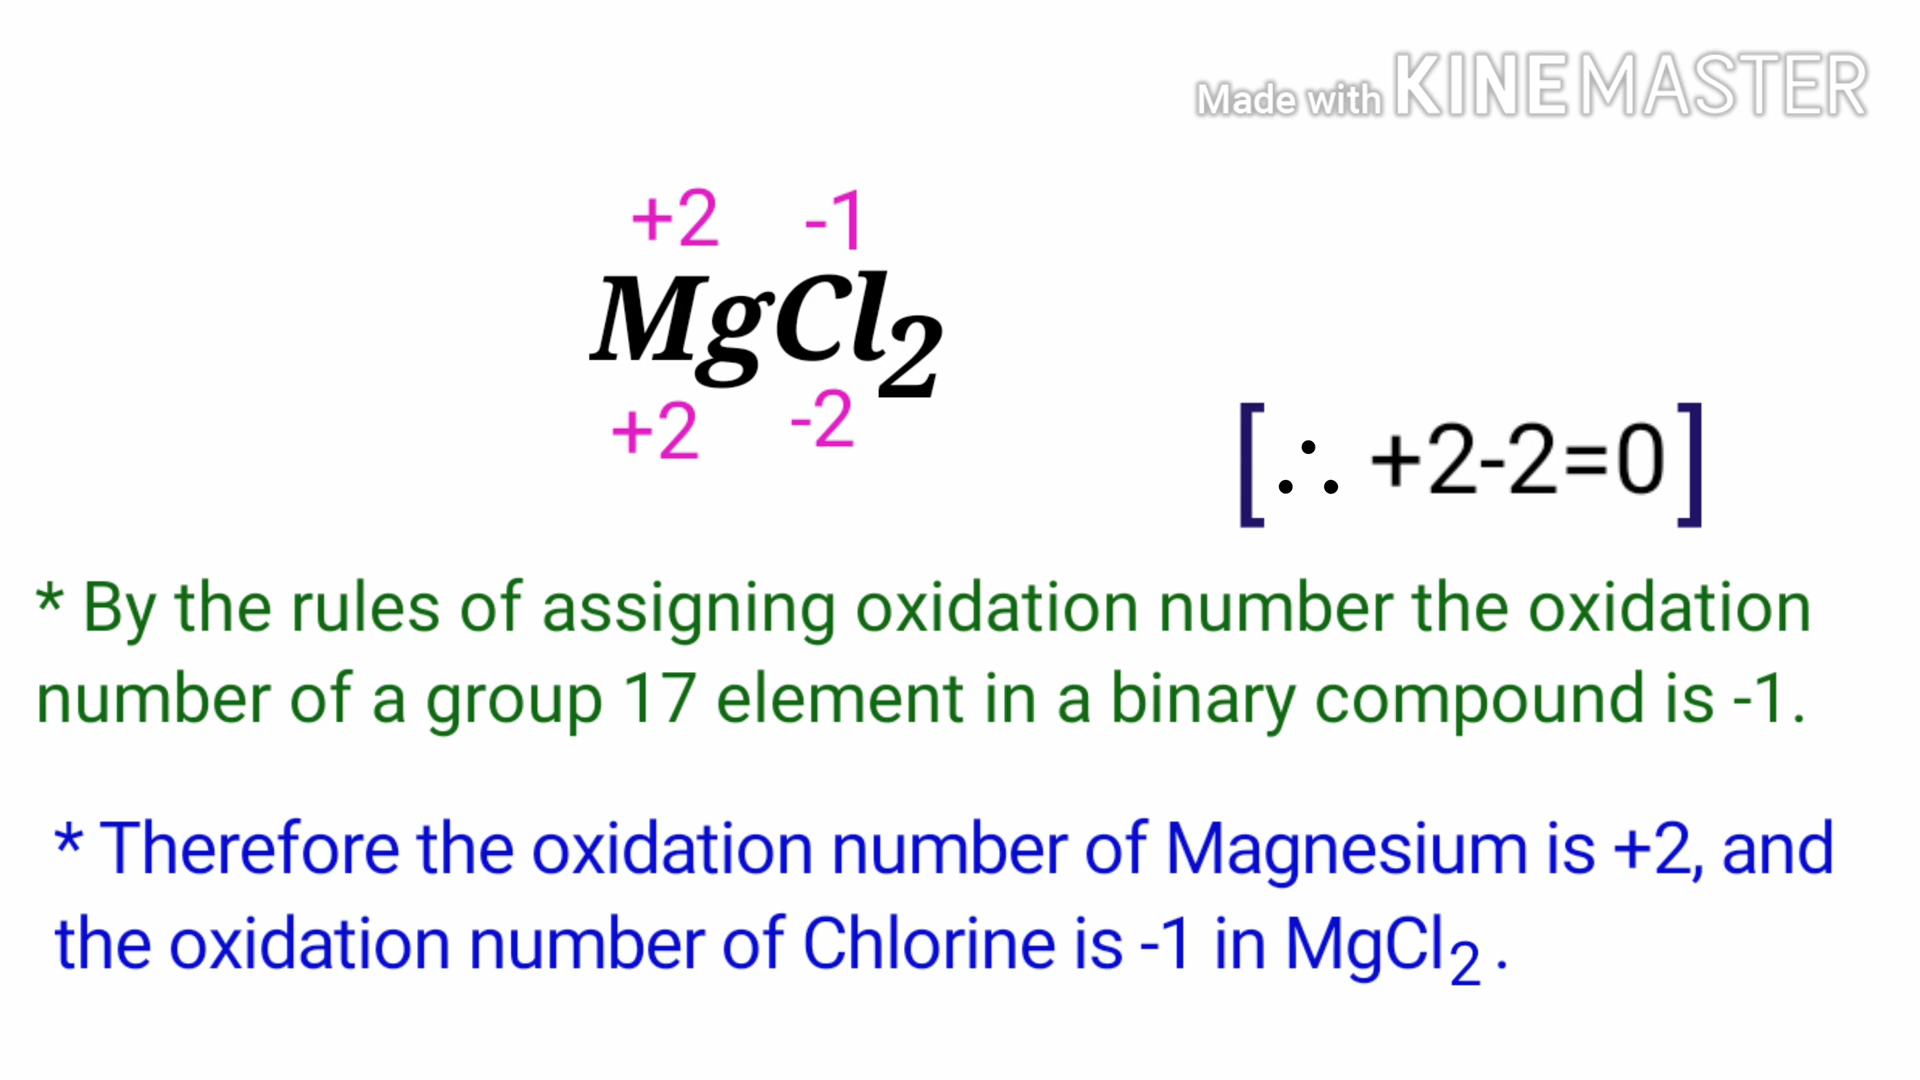 Made with KINEMASTER
+2 -1
MgCl₂
+2 -2
[∴ +2-2=0]
* By the rules of assigning oxidation number the oxidation
number of a group 17 element in a binary compound is -1.
* Therefore the oxidation number of Magnesium is +2, and
the oxidation number of Chlorine is -1 in MgCl₂ .